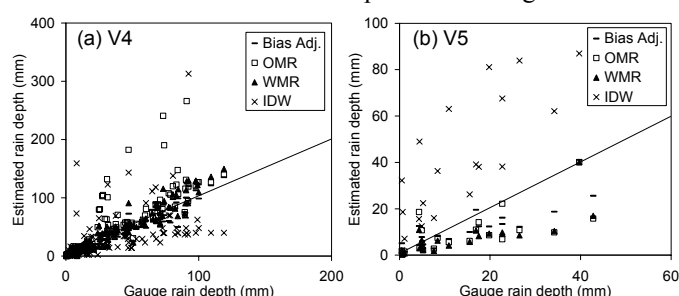 400
300
200
100
0
Estimated rain depth (mm)
(a) V4
Bias Adj.
OMR
WMR
IDW
0 100 200
Gauge rain depth (mm)
100
80
60
40
20
0
Estimated rain depth (mm)
(b) V5
Bias Adj.
OMR
WMR
IDW
0 20 40 60
Gauge rain depth (mm)